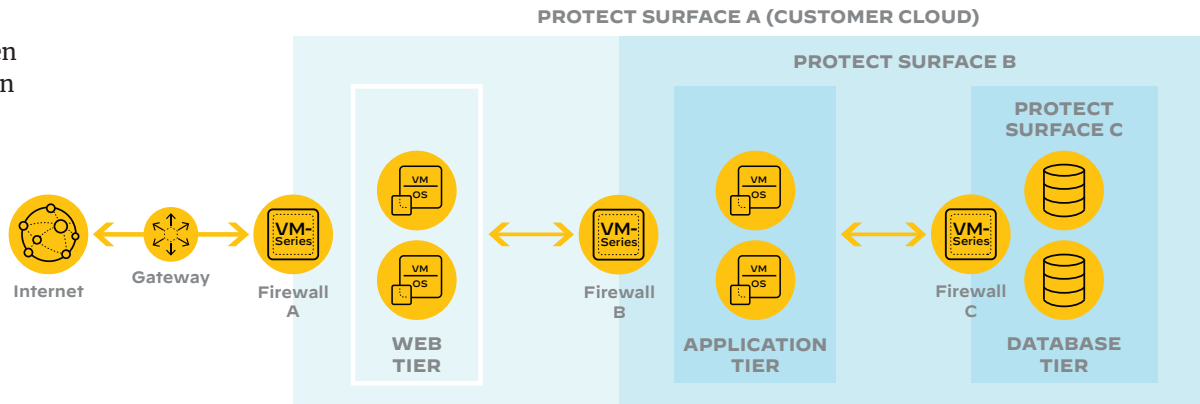 PROTECT SURFACE A (CUSTOMER CLOUD)
en
n
PROTECT SURFACE B
PROTECT
SURFACE C
VM
OS
VM
OS
VM-
Series
VM-
Series
VM-
Series
VM
OS
VM
OS
Internet
Gateway
Firewall
A
Firewall
B
Firewall
C
WEB
TIER
APPLICATION
TIER
DATABASE
TIER